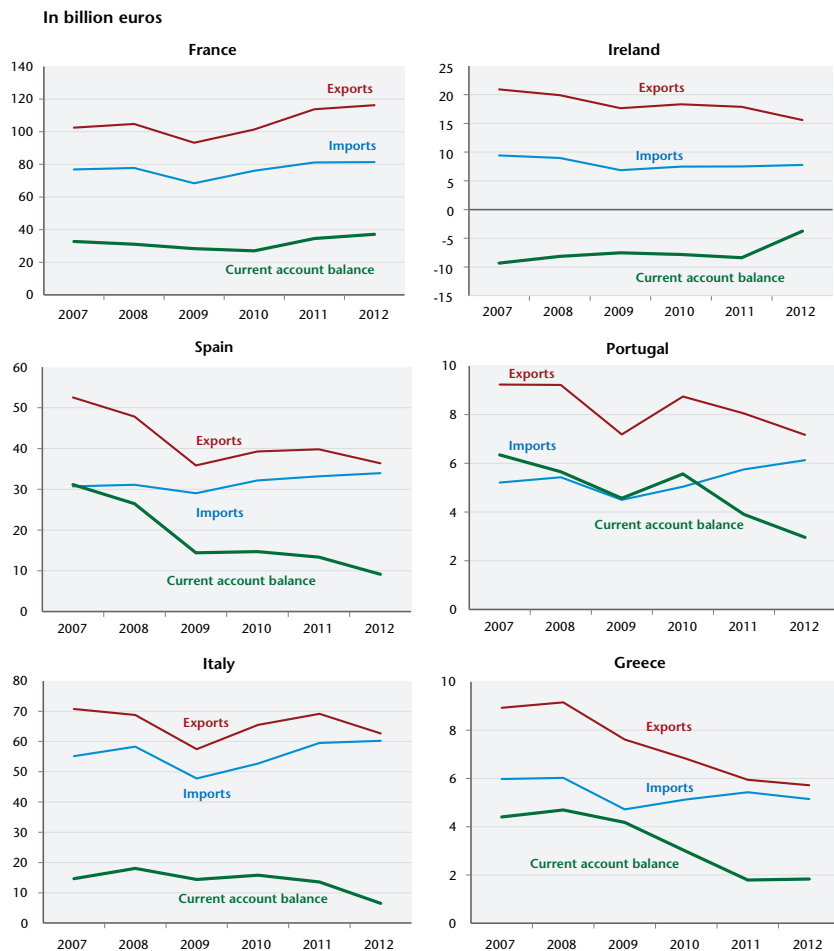 In billion euros
France
140
120
100
80
60
40
20
0
Exports
Imports
Current account balance
2007 2008 2009 2010 2011 2012
Ireland
25
20
15
10
5
0
-5
-10
-15
Exports
Imports
Current account balance
2007 2008 2009 2010 2011 2012
Spain
60
50
40
30
20
10
0
Exports
Imports
Current account balance
2007 2008 2009 2010 2011 2012
Portugal
10
8
6
4
2
0
Exports
Imports
Current account balance
2007 2008 2009 2010 2011 2012
Italy
80
70
60
50
40
30
20
10
0
Exports
Imports
Current account balance
2007 2008 2009 2010 2011 2012
Greece
10
8
6
4
2
0
Exports
Imports
Current account balance
2007 2008 2009 2010 2011 2012